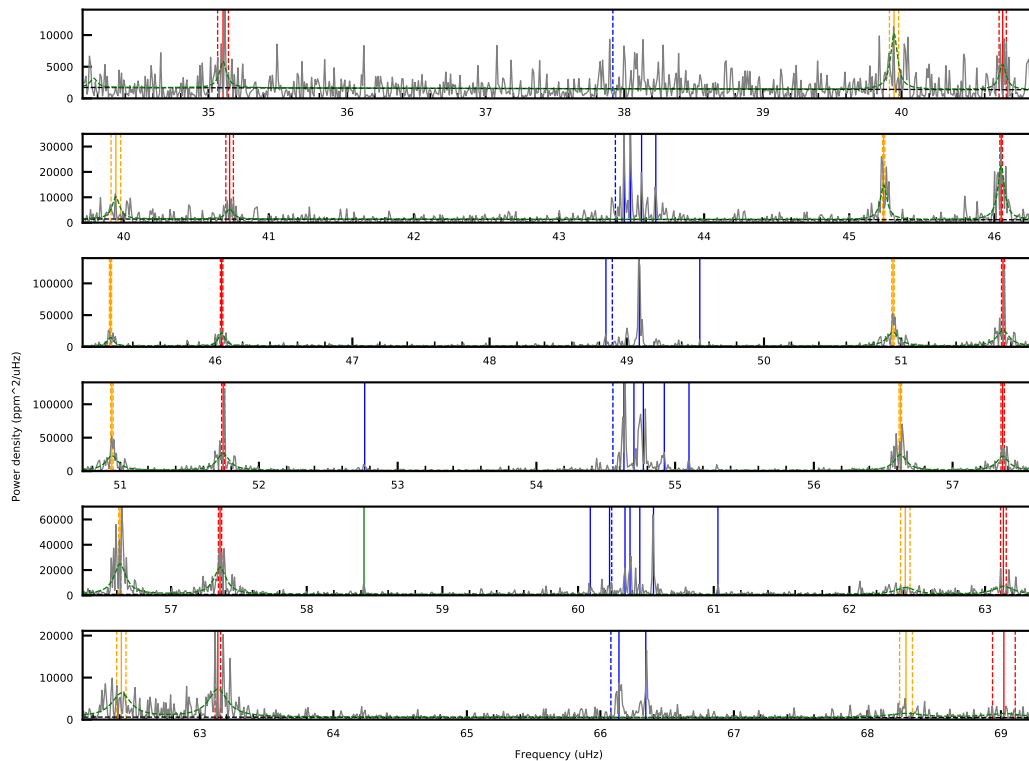 10000
5000
0
35 36 37 38 39 40
30000
20000
10000
0
40 41 42 43 44 45 46
100000
50000
0
46 47 48 49 50 51
100000
50000
0
51 52 53 54 55 56 57
60000
40000
20000
0
57 58 59 60 61 62 63
20000
10000
0
63 64 65 66 67 68 69
Power density (ppm^2/uHz)
Frequency (uHz)